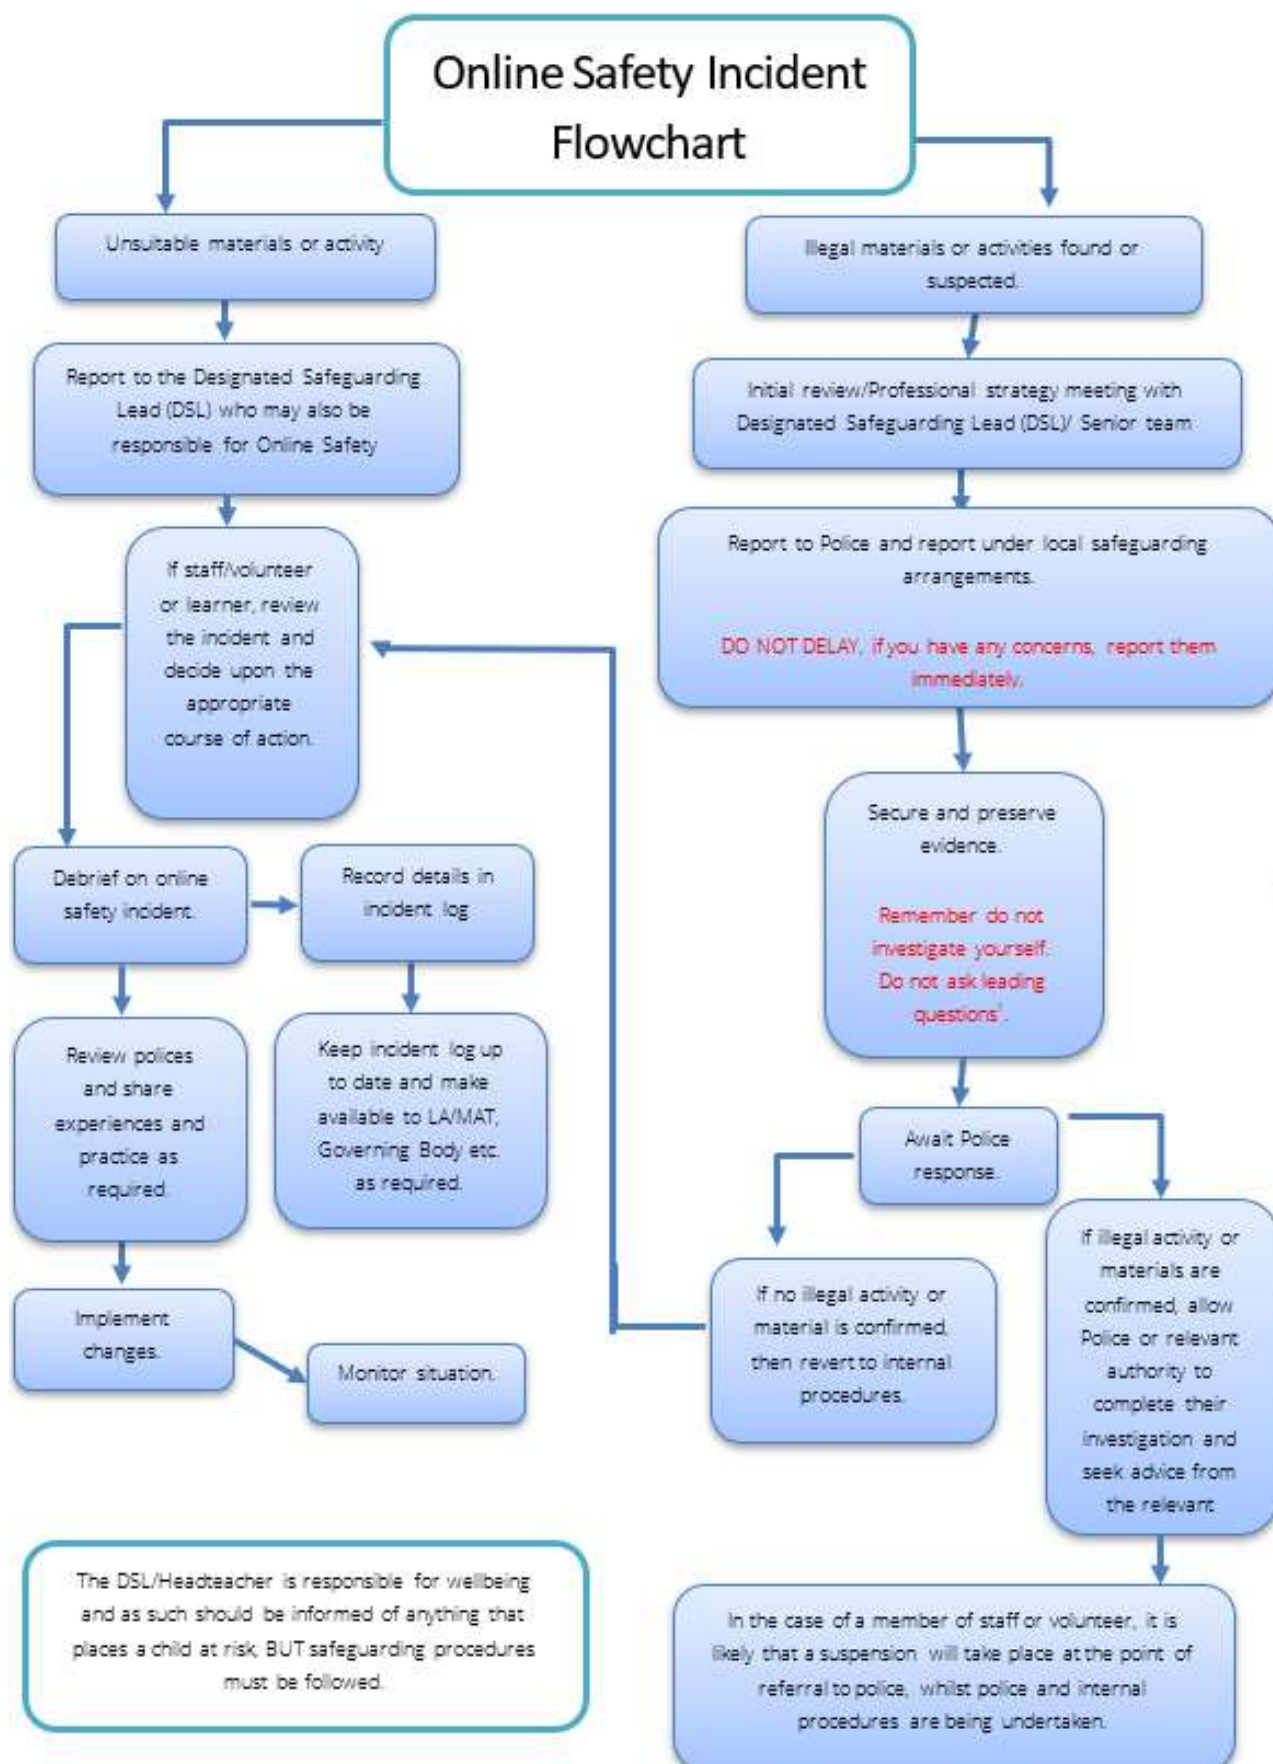 Online Safety Incident
Flowchart
Unsuitable materials or activity
Report to the Designated Safeguarding
Lead (DSL) who may also be
responsible for Online Safety
If staff/volunteer
or learner, review
the incident and
decide upon the
appropriate
course of action.
Debrief on online
safety incident.
Record details in
incident log
Review polices
and share
experiences and
practice as
required.
Keep incident log up
to date and make
available to LA/MAT,
Governing Body etc.
as required.
Implement
changes.
Monitor situation.
The DSL/Headteacher is responsible for wellbeing
and as such should be informed of anything that
places a child at risk, BUT safeguarding procedures
must be followed.
Illegal materials or activities found or
suspected.
Initial review/Professional strategy meeting with
Designated Safeguarding Lead (DSL)/ Senior team
Report to Police and report under local safeguarding
arrangements.
DO NOT DELAY, if you have any concerns, report them
immediately.
Secure and preserve
evidence.
Remember do not
investigate yourself.
Do not ask leading
questions¹.
Await Police
response.
If no illegal activity or
material is confirmed,
then revert to internal
procedures.
If illegal activity or
materials are
confirmed, allow
Police or relevant
authority to
complete their
investigation and
seek advice from
the relevant
In the case of a member of staff or volunteer, it is
likely that a suspension will take place at the point of
referral to police, whilst police and internal
procedures are being undertaken.